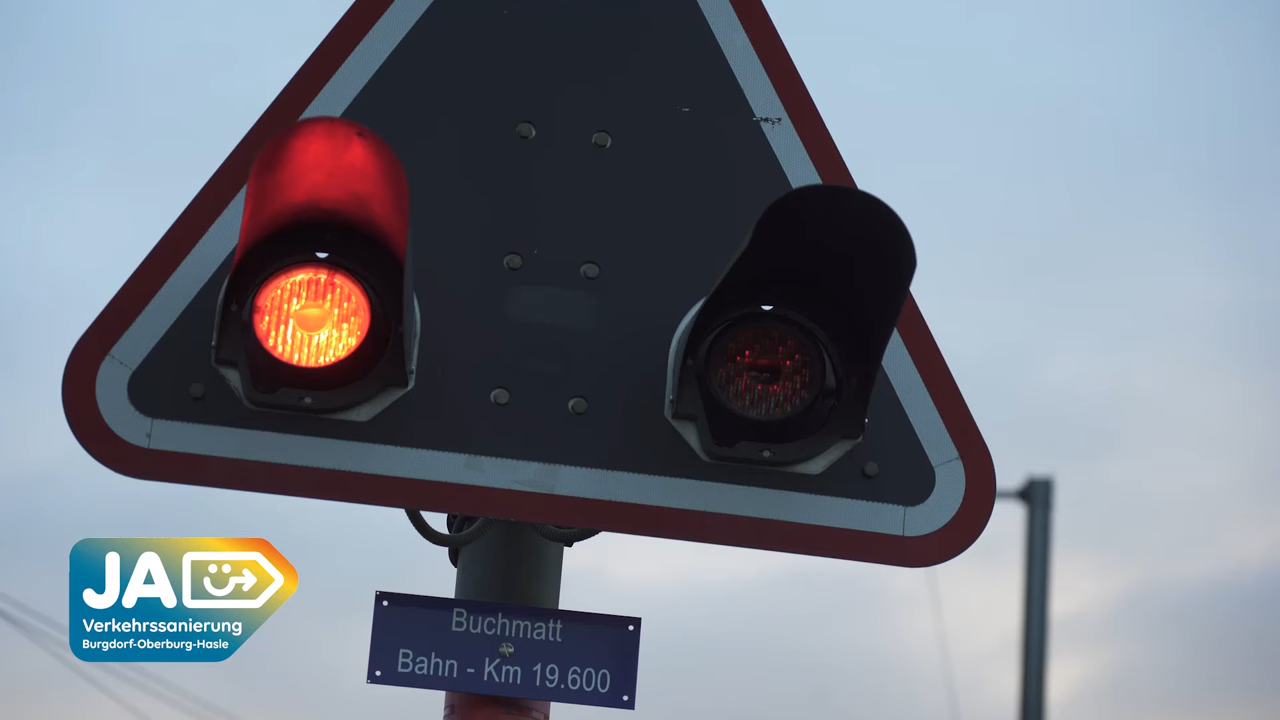 JA
Verkehrssanierung
Burgdorf-Oberburg-Hasle
Buchmatt
Bahn - Km 19.600